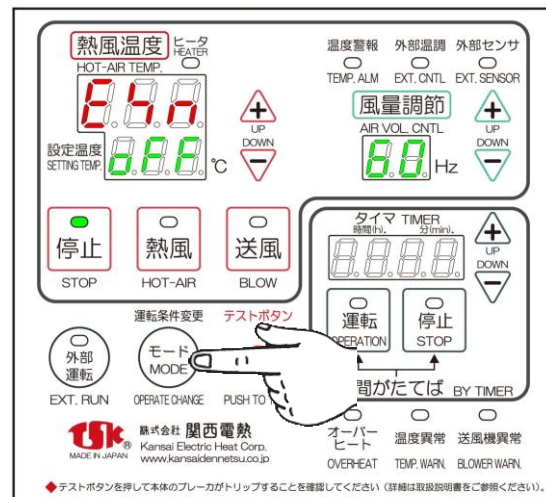 熱風温度 ヒータ
HEATER
HOT-AIR TEMP.
E5n
設定温度
SETTING TEMP.
oFF
℃
+
UP
DOWN
−
温度警報 外部温調 外部センサ
TEMP. ALM EXT. CNTL EXT. SENSOR
風量調節
AIR VOL. CNTL
60 Hz
+
UP
DOWN
−
停止
STOP
熱風
HOT-AIR
送風
BLOW
タイマ TIMER
時間(h). 分(min).
+
UP
DOWN
−
運転
OPERATION
停止
STOP
間がたてば BY TIMER
外部
運転
EXT. RUN
運転条件変更
モード
MODE
OPERATE CHANGE
テストボタン
PUSH TO
オーバー
ヒート
OVERHEAT
温度異常
TEMP. WARN.
送風機異常
BLOWER WARN.
TSK
®
MADE IN JAPAN
株式会社 関西電熱
Kansai Electric Heat Corp.
www.kansaidennetsu.co.jp
◆テストボタンを押して本体のブレーカがトリップすることを確認してください（詳細は取扱説明書をご参照ください）。